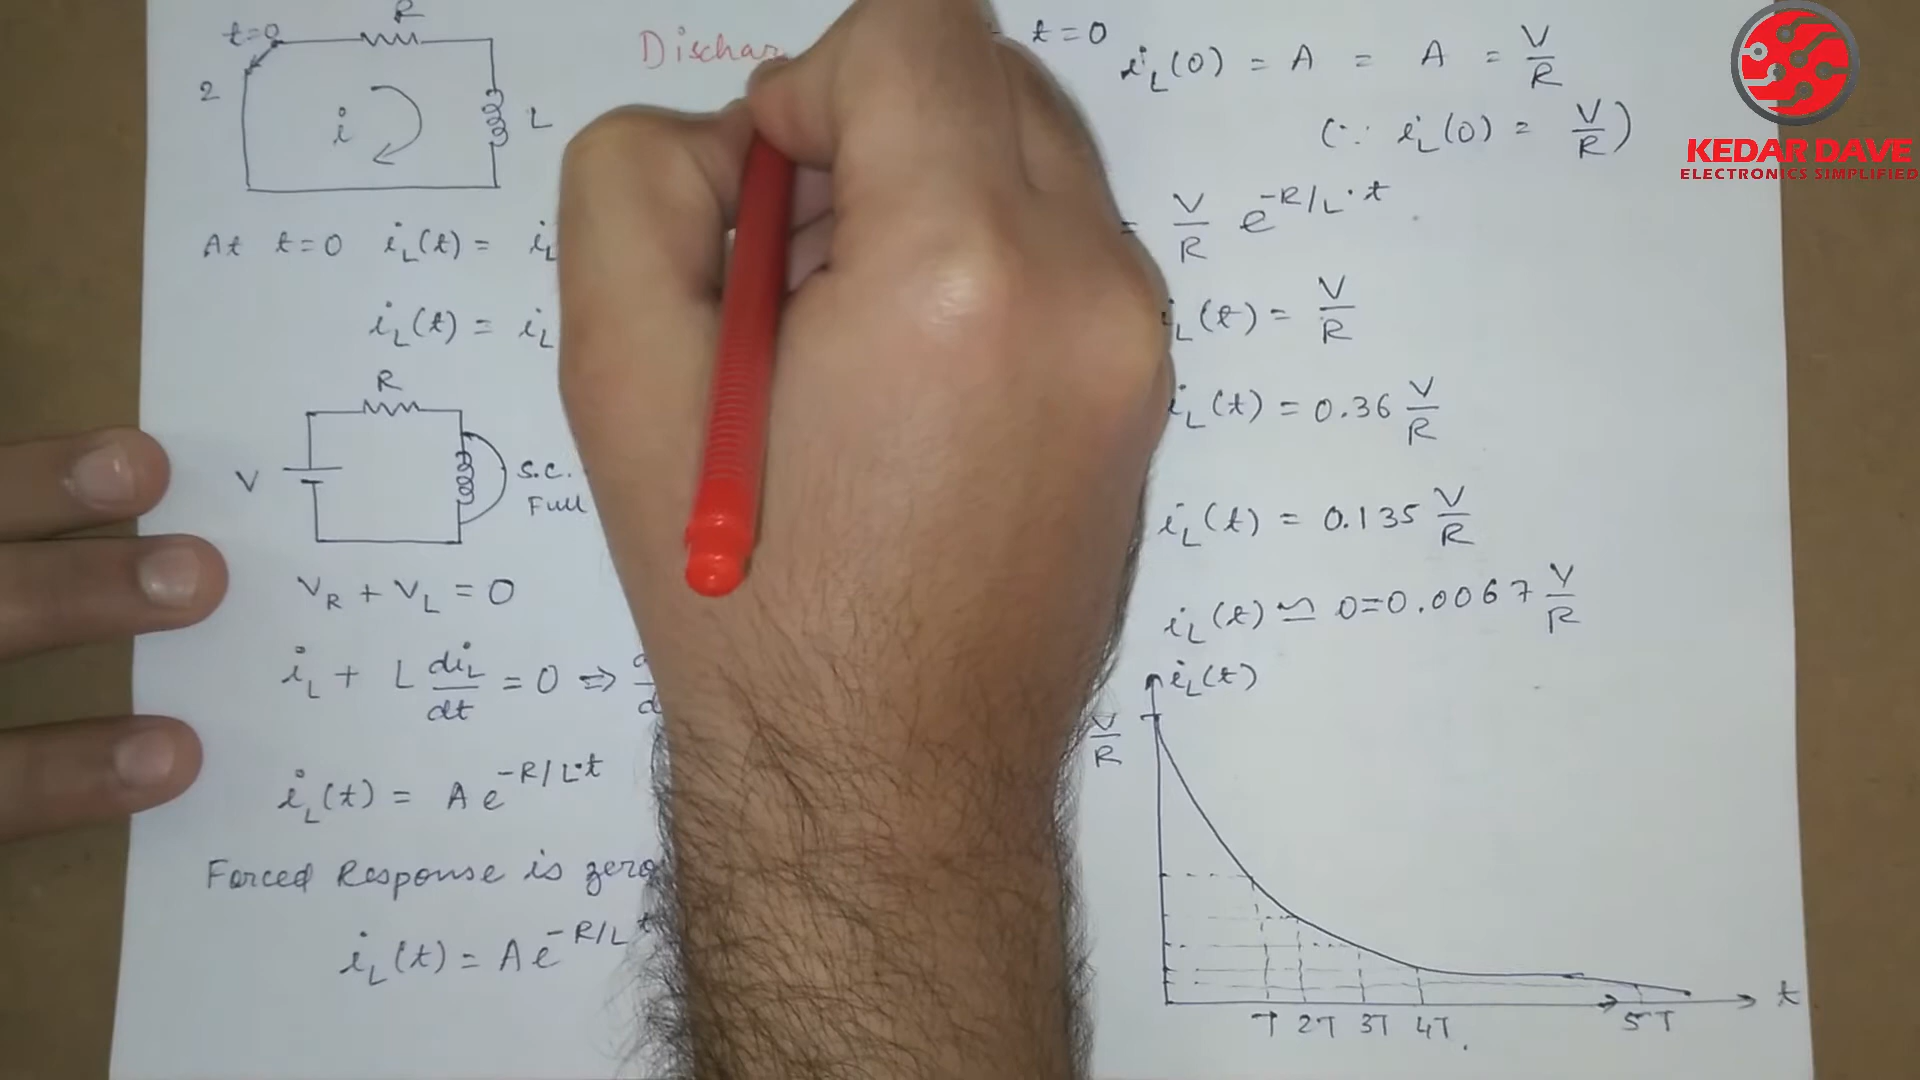 R
t=0
2
i
L
At t=0 iL(t) = iL
iL(t) = iL
R
V
S.C.
Full
VR + VL = 0
iL + L diL/dt = 0 ⇒
iL(t) = A e^-R/L·t
Forced Response is zero
iL(t) = A e^-R/L t
Dischar
t=0
iL(0) = A = A = V/R
(∵ iL(0) = V/R)
= V/R e^-R/L·t
iL(t) = V/R
iL(t) = 0.36 V/R
iL(t) = 0.135 V/R
iL(t) ≃ 0=0.0067 V/R
iL(t)
V/R
T 2T 3T 4T 5T
t
KEDAR DAVE
ELECTRONICS SIMPLIFIED